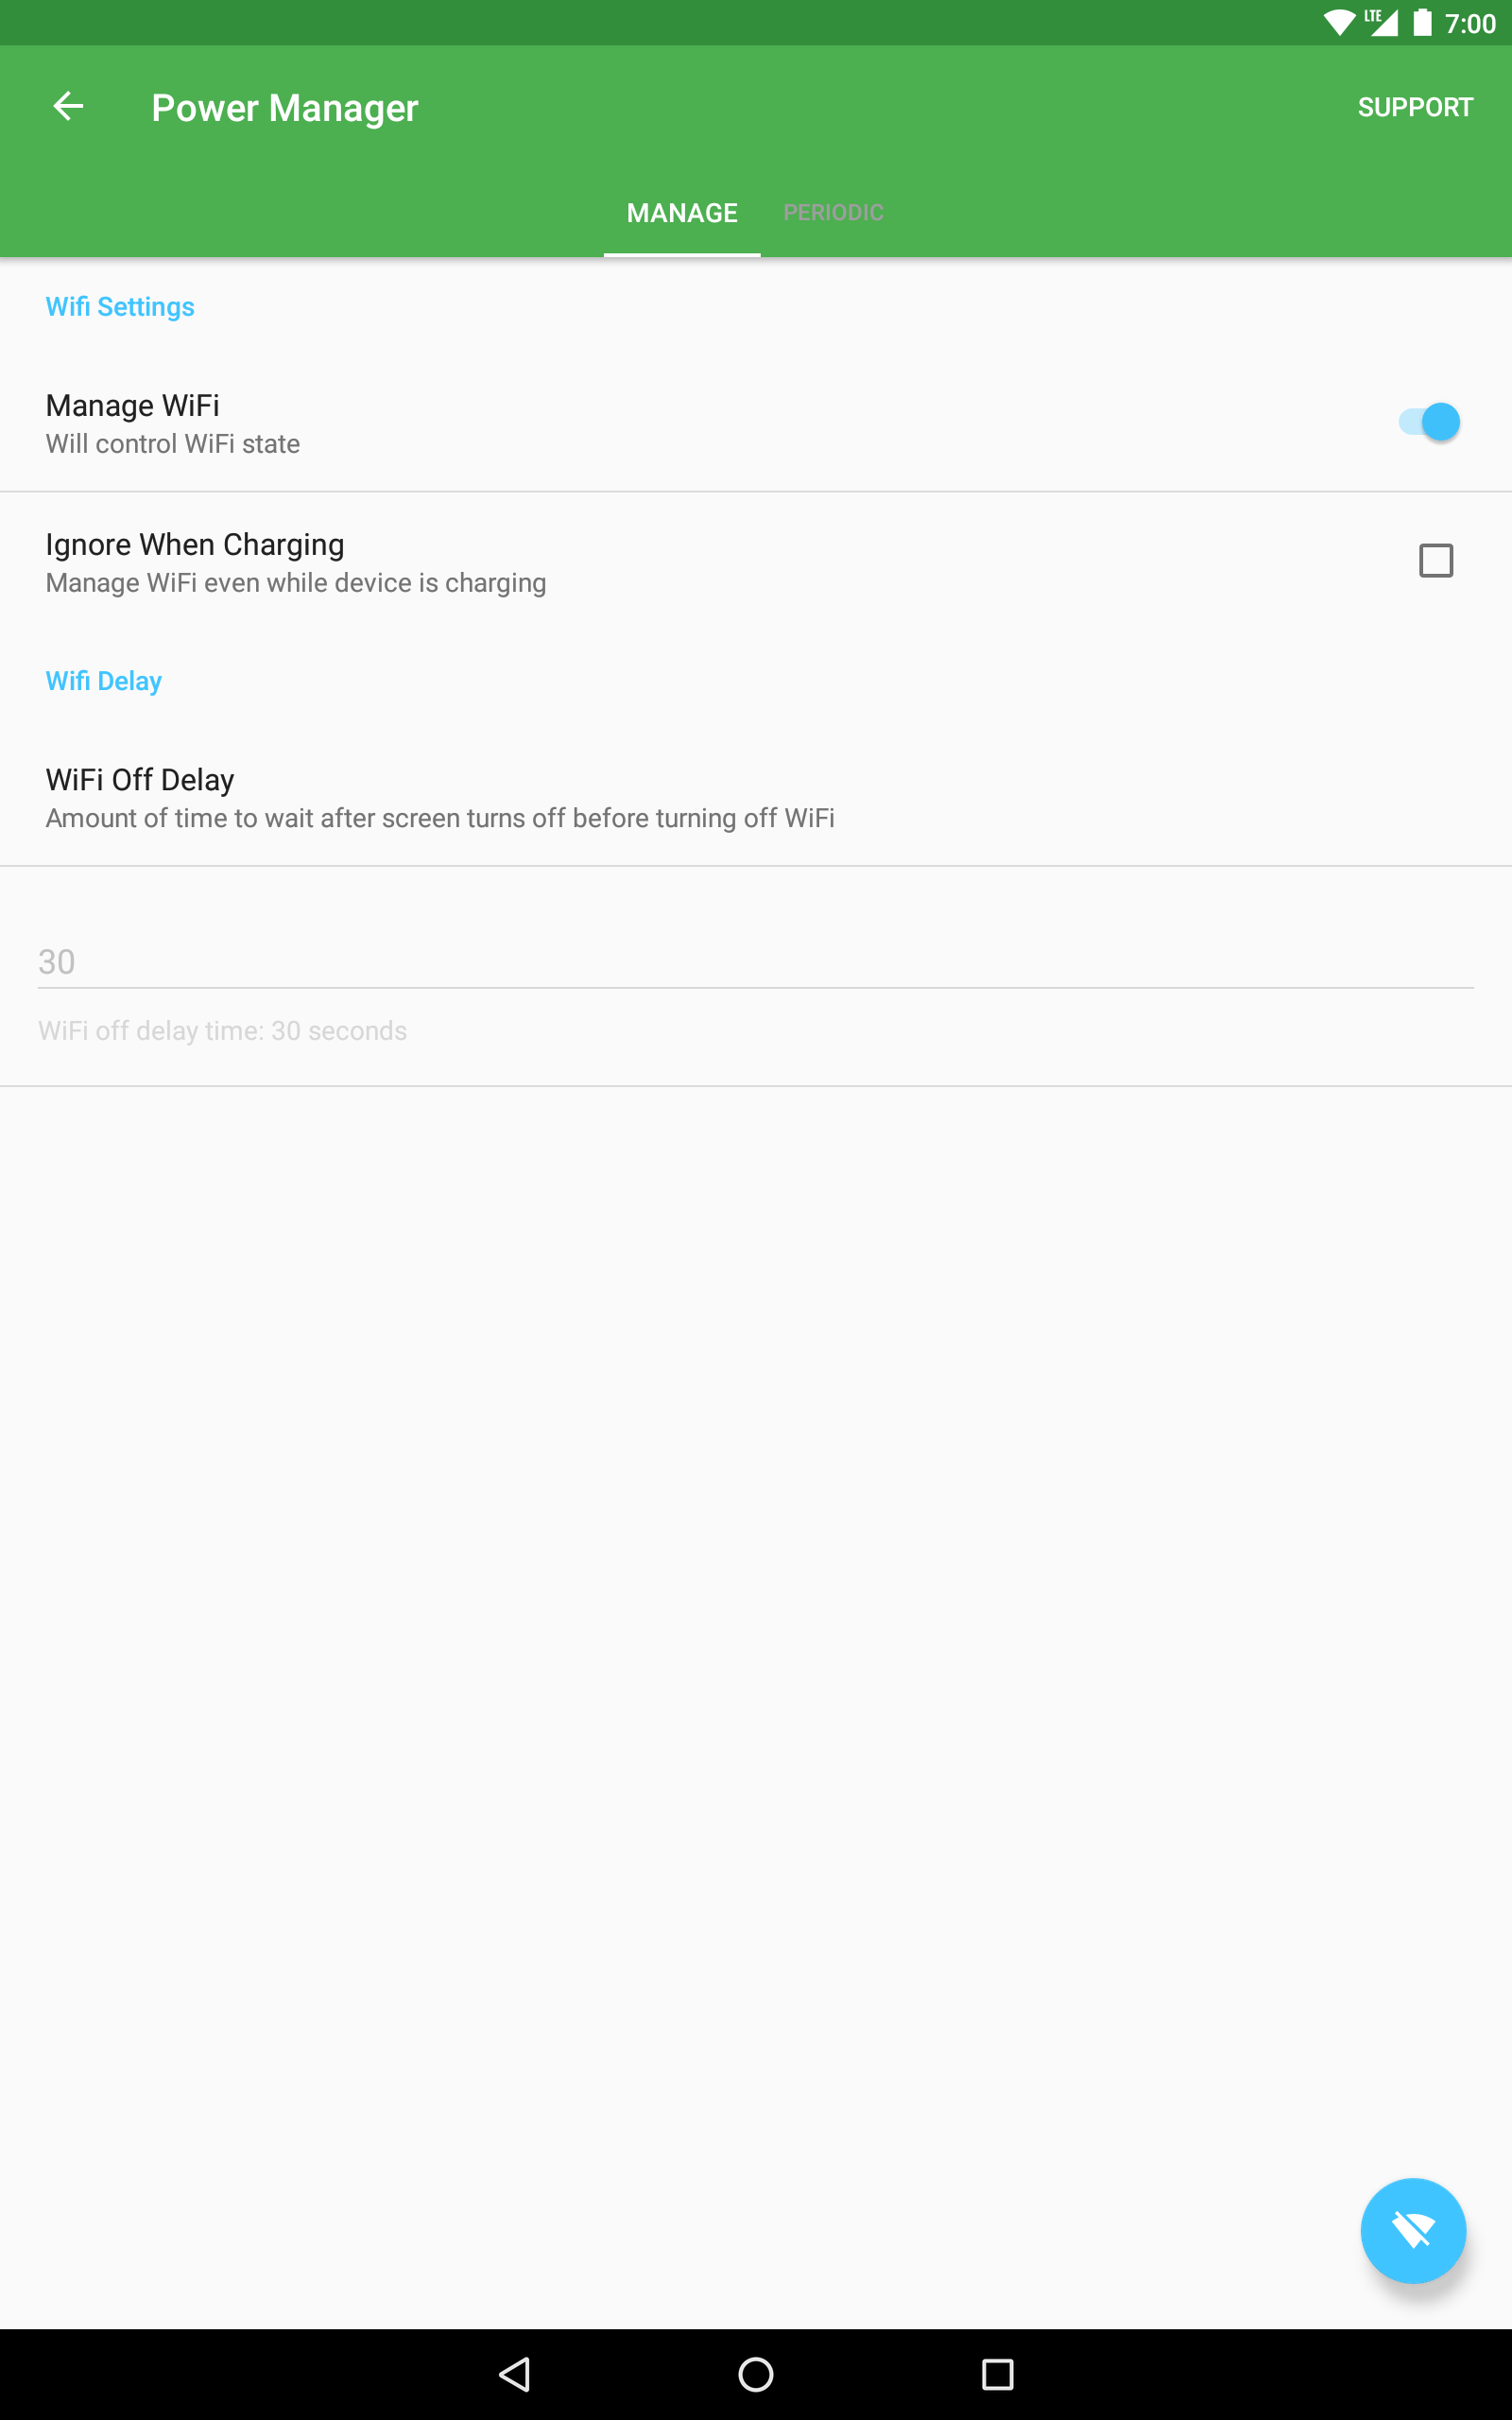 LTE 7:00
Power Manager
SUPPORT
MANAGE PERIODIC
Wifi Settings
Manage WiFi
Will control WiFi state
Ignore When Charging
Manage WiFi even while device is charging
Wifi Delay
WiFi Off Delay
Amount of time to wait after screen turns off before turning off WiFi
30
WiFi off delay time: 30 seconds